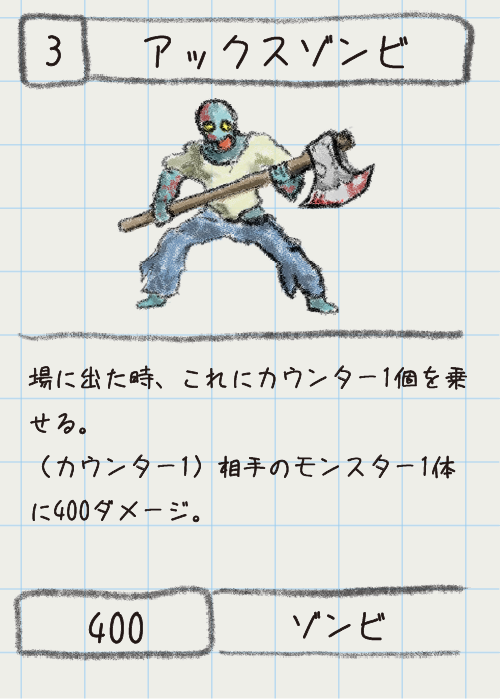 3
アックスゾンビ
場に出た時、これにカウンター1個を乗
せる。
（カウンター1）相手のモンスター1体
に400ダメージ。
400
ゾンビ